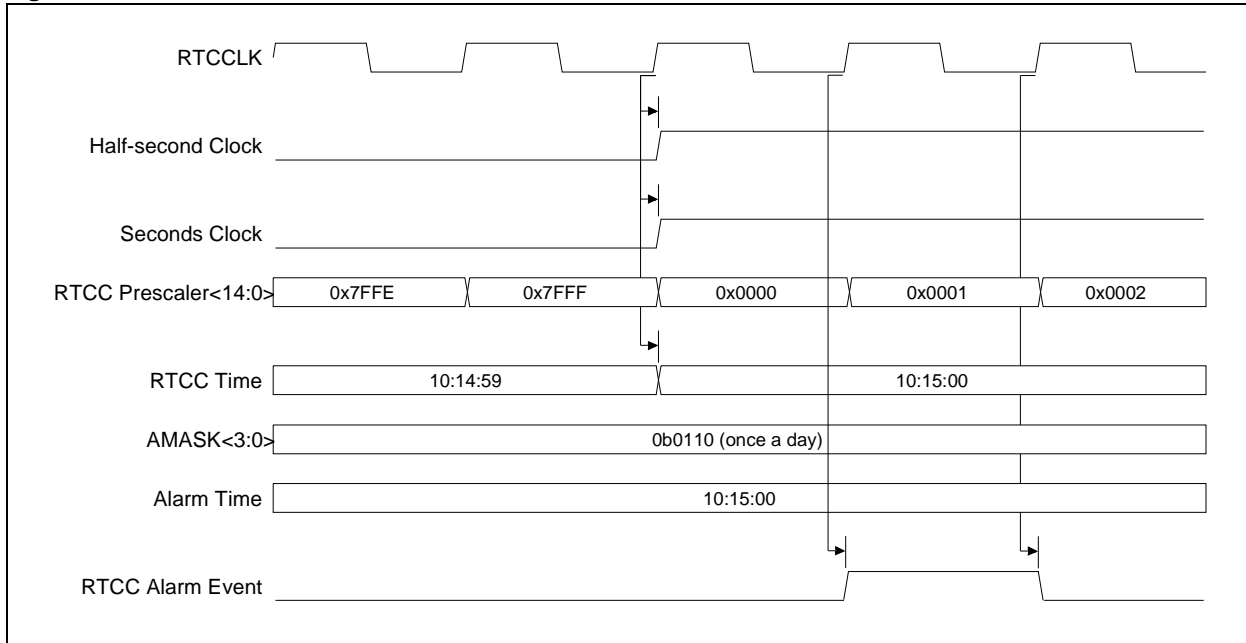 RTCCLK
Half-second Clock
Seconds Clock
RTCC Prescaler<14:0> 0x7FFE 0x7FFF 0x0000 0x0001 0x0002
RTCC Time 10:14:59 10:15:00
AMASK<3:0> 0b0110 (once a day)
Alarm Time 10:15:00
RTCC Alarm Event